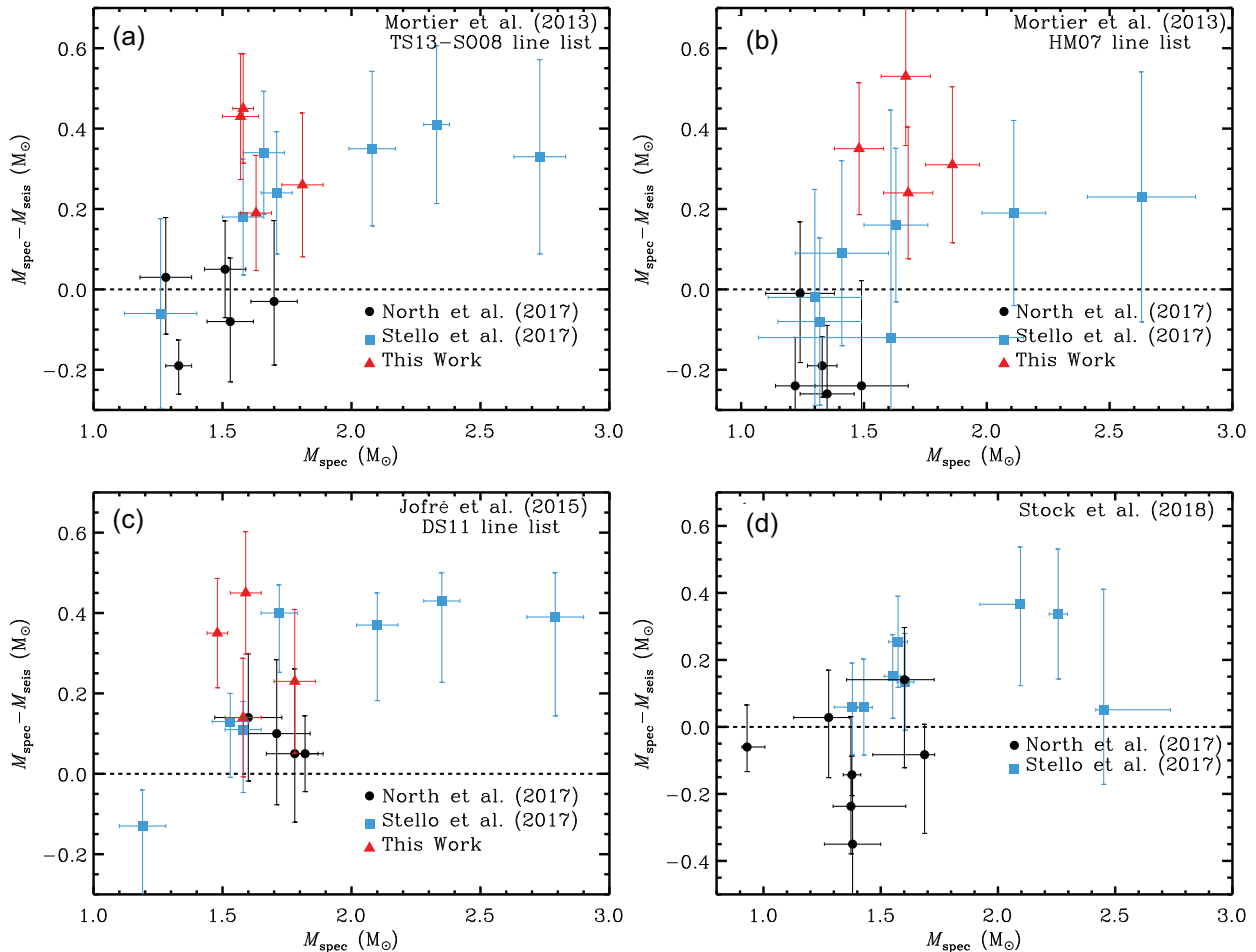 (a)
Mortier et al. (2013)
TS13−SO08 line list
0.6
0.4
0.2
0.0
−0.2
M_spec−M_seis (M_⊙)
North et al. (2017)
Stello et al. (2017)
This Work
1.0 1.5 2.0 2.5 3.0
M_spec (M_⊙)
(b)
Mortier et al. (2013)
HM07 line list
0.6
0.4
0.2
0.0
−0.2
M_spec−M_seis (M_⊙)
North et al. (2017)
Stello et al. (2017)
This Work
1.0 1.5 2.0 2.5 3.0
M_spec (M_⊙)
(c)
Jofré et al. (2015)
DS11 line list
0.6
0.4
0.2
0.0
−0.2
M_spec−M_seis (M_⊙)
North et al. (2017)
Stello et al. (2017)
This Work
1.0 1.5 2.0 2.5 3.0
M_spec (M_⊙)
(d)
Stock et al. (2018)
0.6
0.4
0.2
0.0
−0.2
−0.4
M_spec−M_seis (M_⊙)
North et al. (2017)
Stello et al. (2017)
1.0 1.5 2.0 2.5 3.0
M_spec (M_⊙)